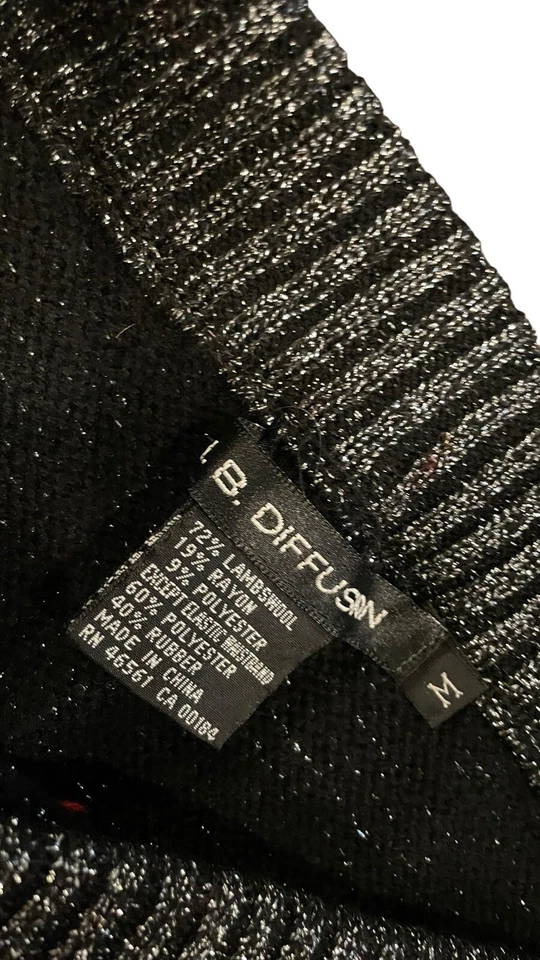 I. B. DIFFUSION
M
72% LAMBSWOOL
19% RAYON
9% POLYESTER
EXCEPT ELASTIC WAISTBAND
60% POLYESTER
40% RUBBER
MADE IN CHINA
RN 46561 CA 00184